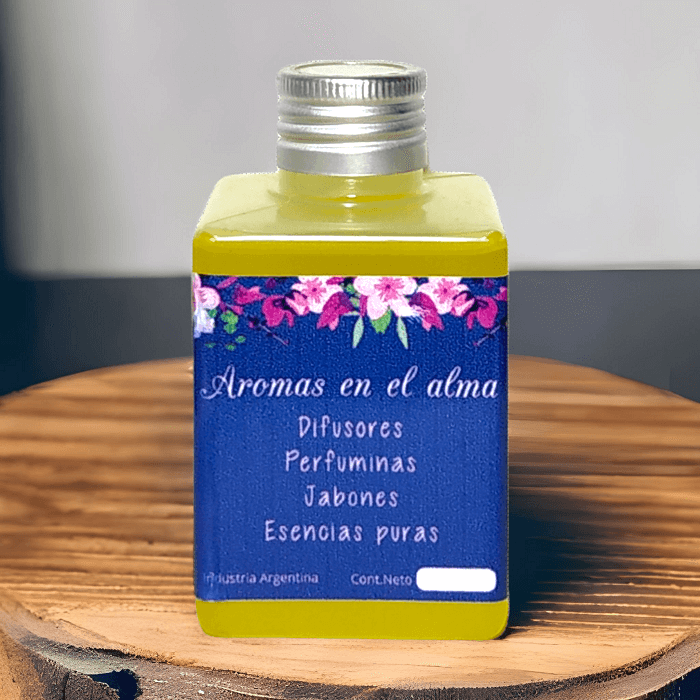 Aromas en el alma
Difusores
Perfuminas
Jabones
Esencias puras
Industria Argentina Cont.Neto